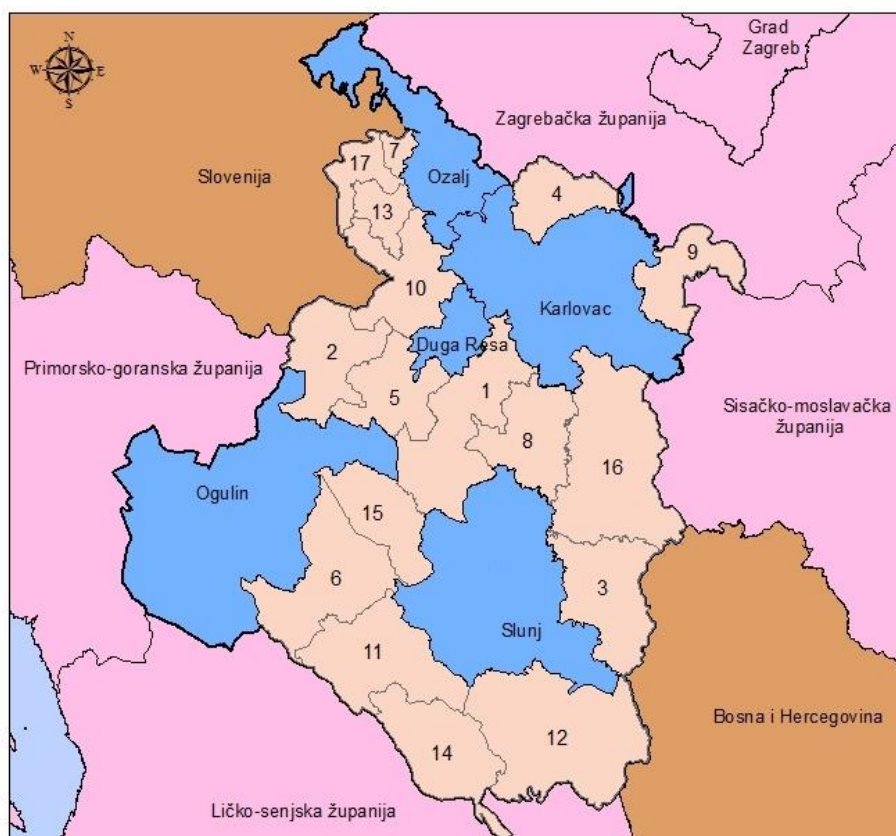 N
W E
S
Grad
Zagreb
Zagrebačka županija
Slovenija
17
7
Ozalj
4
13
9
10
Karlovac
Duga Resa
2
Primorsko-goranska županija
5
1
Sisačko-moslavačka
županija
8
16
Ogulin
15
6
3
Slunj
11
Bosna i Hercegovina
12
14
Ličko-senjska županija